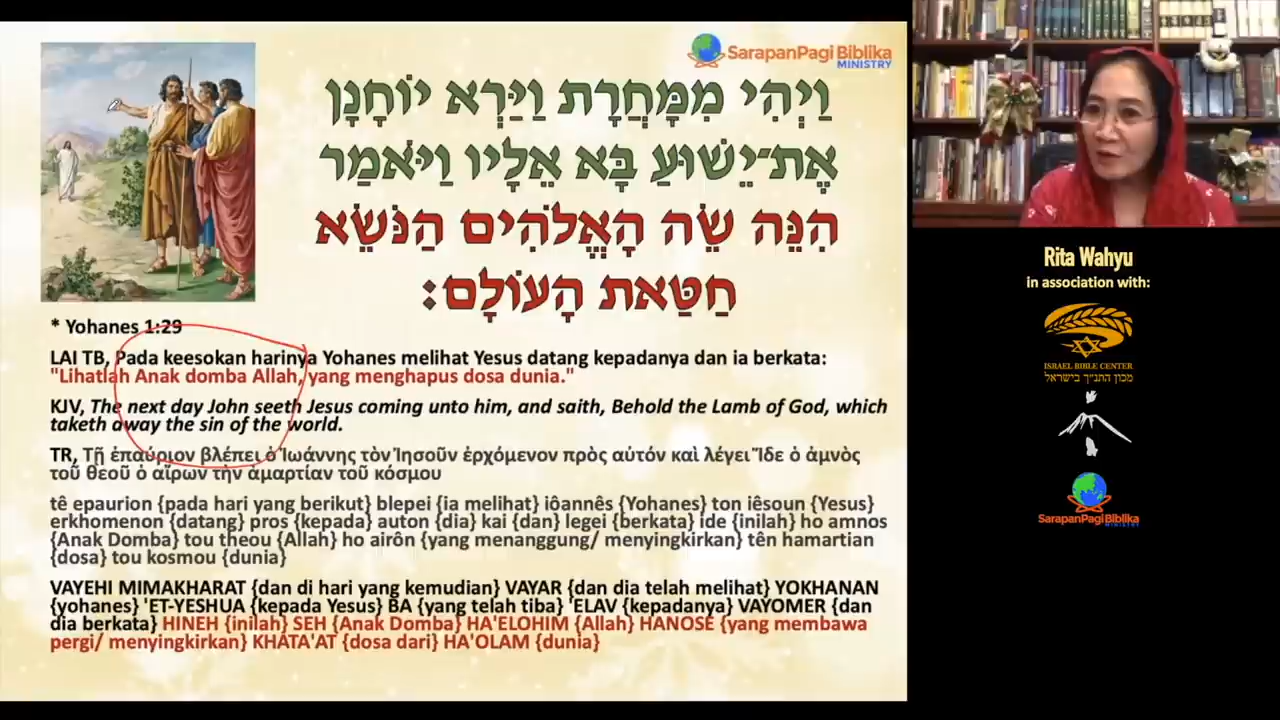 SarapanPagi Biblika
MINISTRY
וַיְהִי מִמָּחֳרָת וַיַּרְא יוֹחָנָן
אֶת־יֵשׁוּעַ בָּא אֵלָיו וַיֹּאמַר
הִנֵּה שֵׂה הָאֱלֹהִים הַנֹּשֵׂא
חַטַּאת הָעוֹלָם׃
* Yohanes 1:29
LAI TB, Pada keesokan harinya Yohanes melihat Yesus datang kepadanya dan ia berkata:
"Lihatlah Anak domba Allah, yang menghapus dosa dunia."
KJV, The next day John seeth Jesus coming unto him, and saith, Behold the Lamb of God, which
taketh away the sin of the world.
TR, Τῇ ἐπαύριον βλέπει ὁ Ἰωάννης τὸν Ἰησοῦν ἐρχόμενον πρὸς αὐτόν καὶ λέγει Ἴδε ὁ ἀμνὸς
τοῦ θεοῦ ὁ αἴρων τὴν ἁμαρτίαν τοῦ κόσμου
tê epaurion {pada hari yang berikut} blepei {ia melihat} iôannês {Yohanes} ton iêsoun {Yesus}
erkhomenon {datang} pros {kepada} auton {dia} kai {dan} legei {berkata} ide {inilah} ho amnos
{Anak Domba} tou theou {Allah} ho airôn {yang menanggung/ menyingkirkan} tên hamartian
{dosa} tou kosmou {dunia}
VAYEHI MIMAKHARAT {dan di hari yang kemudian} VAYAR {dan dia telah melihat} YOKHANAN
{yohanes} 'ET-YESHUA {kepada Yesus} BA {yang telah tiba} 'ELAV {kepadanya} VAYOMER {dan
dia berkata} HINEH {inilah} SEH {Anak Domba} HA'ELOHIM {Allah} HANOSE {yang membawa
pergi/ menyingkirkan} KHATA'AT {dosa dari} HA'OLAM {dunia}
Rita Wahyu
in association with:
ISRAEL BIBLE CENTER
מכון התנ״ך בישראל
SarapanPagi Biblika
MINISTRY